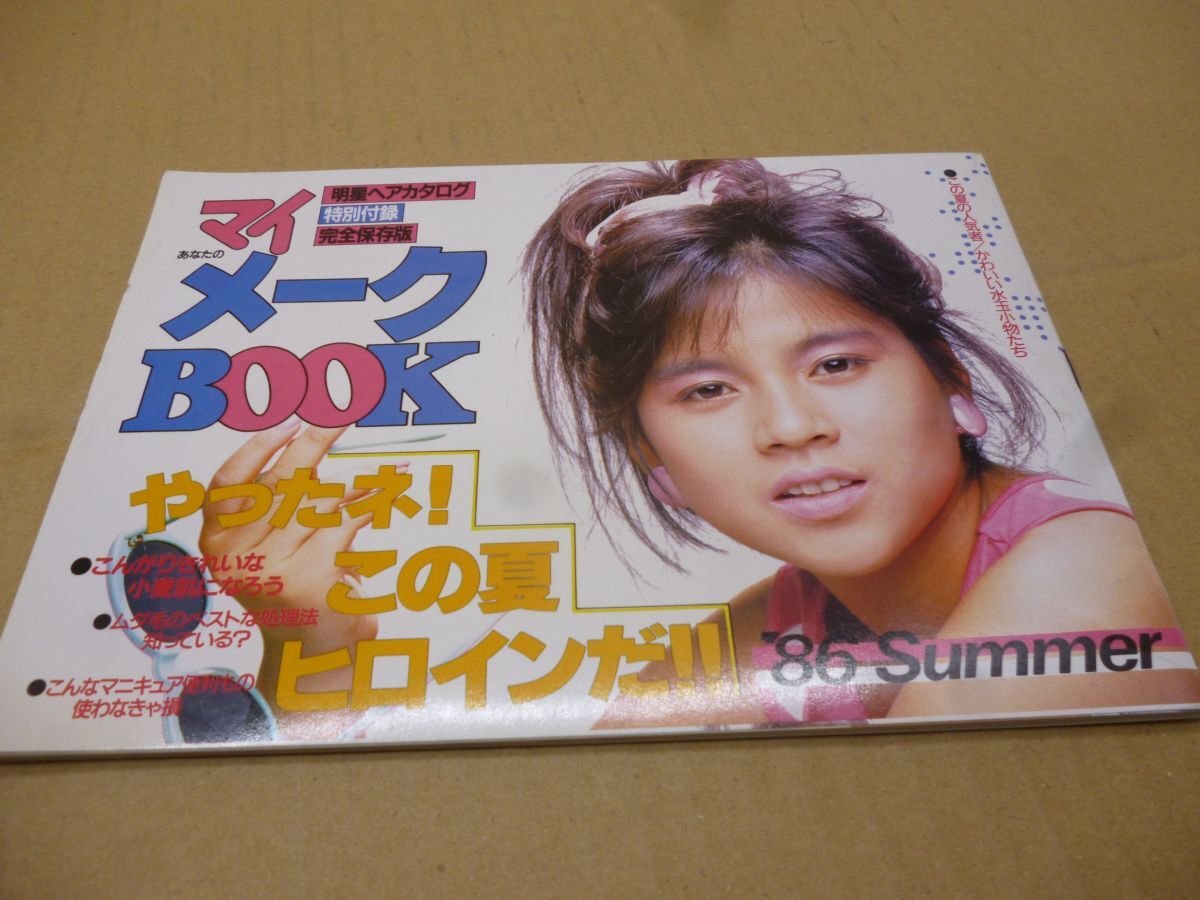 明星ヘアカタログ
特別付録
完全保存版
マイ
あなたの
メーク
BOOK
やったネ!
この夏
ヒロインだ!!
●こんがりきれいな
小麦肌になろう
●ムダ毛のベストな処理法
知っている?
●こんなマニキュア便利もの
使わなきゃ損
●この夏の人気者/かわいい水玉小物たち
'86 Summer